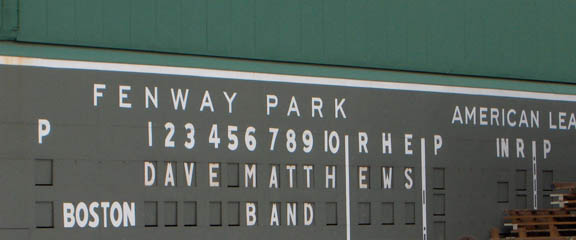 FENWAY PARK AMERICAN LEA
P 1 2 3 4 5 6 7 8 9 10 R H E P IN R P
DAVE MATTHEWS
BOSTON BAND